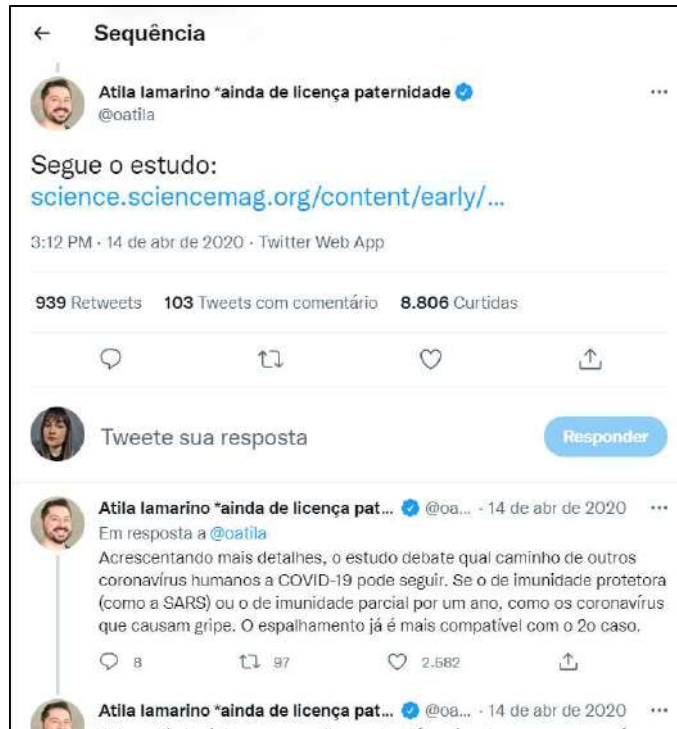 ← Sequência
Atila Iamarino *ainda de licença paternidade
@oatila
Segue o estudo:
science.sciencemag.org/content/early/...
3:12 PM · 14 de abr de 2020 · Twitter Web App
939 Retweets 103 Tweets com comentário 8.806 Curtidas
Tweete sua resposta
Responder
Atila Iamarino *ainda de licença pat... @oa... · 14 de abr de 2020
Em resposta a @oatila
Acrescentando mais detalhes, o estudo debate qual caminho de outros
coronavírus humanos a COVID-19 pode seguir. Se o de imunidade protetora
(como a SARS) ou o de imunidade parcial por um ano, como os coronavírus
que causam gripe. O espalhamento já é mais compatível com o 2o caso.
8 97 2.582
Atila Iamarino *ainda de licença pat... @oa... · 14 de abr de 2020